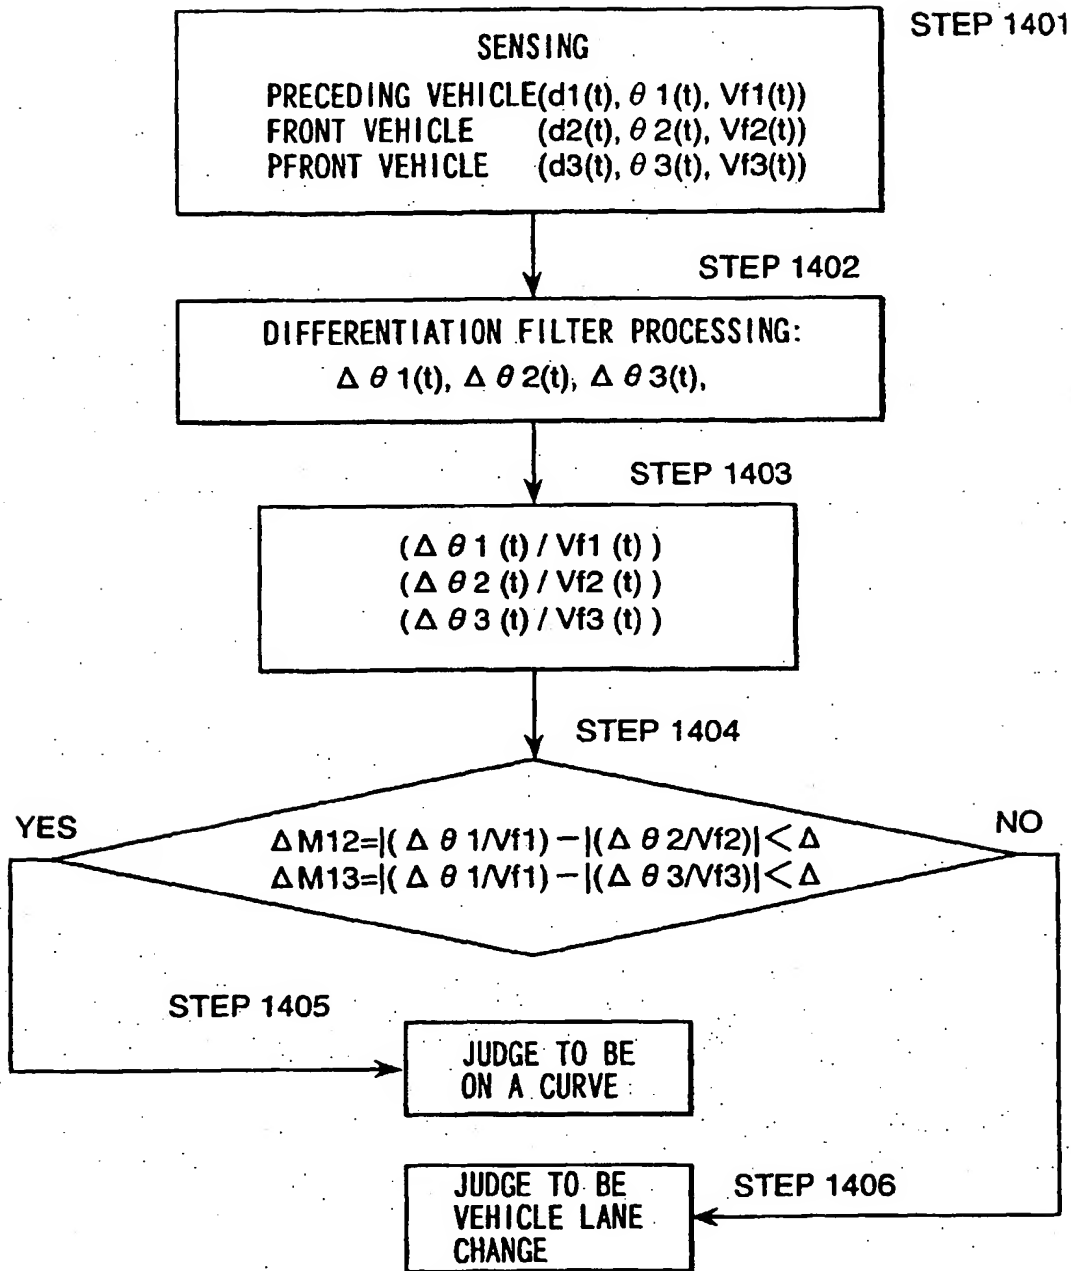 STEP 1401
SENSING
PRECEDING VEHICLE(d1(t), θ 1(t), Vf1(t))
FRONT VEHICLE (d2(t), θ 2(t), Vf2(t))
PFRONT VEHICLE (d3(t), θ 3(t), Vf3(t))
STEP 1402
DIFFERENTIATION FILTER PROCESSING:
Δ θ 1(t), Δ θ 2(t), Δ θ 3(t),
STEP 1403
(Δ θ 1 (t) / Vf1 (t) )
(Δ θ 2 (t) / Vf2 (t) )
(Δ θ 3 (t) / Vf3 (t) )
STEP 1404
YES
NO
ΔM12=|( Δ θ 1/Vf1) −|(Δ θ 2/Vf2)|<Δ
ΔM13=|( Δ θ 1/Vf1) −|(Δ θ 3/Vf3)|<Δ
STEP 1405
JUDGE TO BE
ON A CURVE
STEP 1406
JUDGE TO BE
VEHICLE LANE
CHANGE